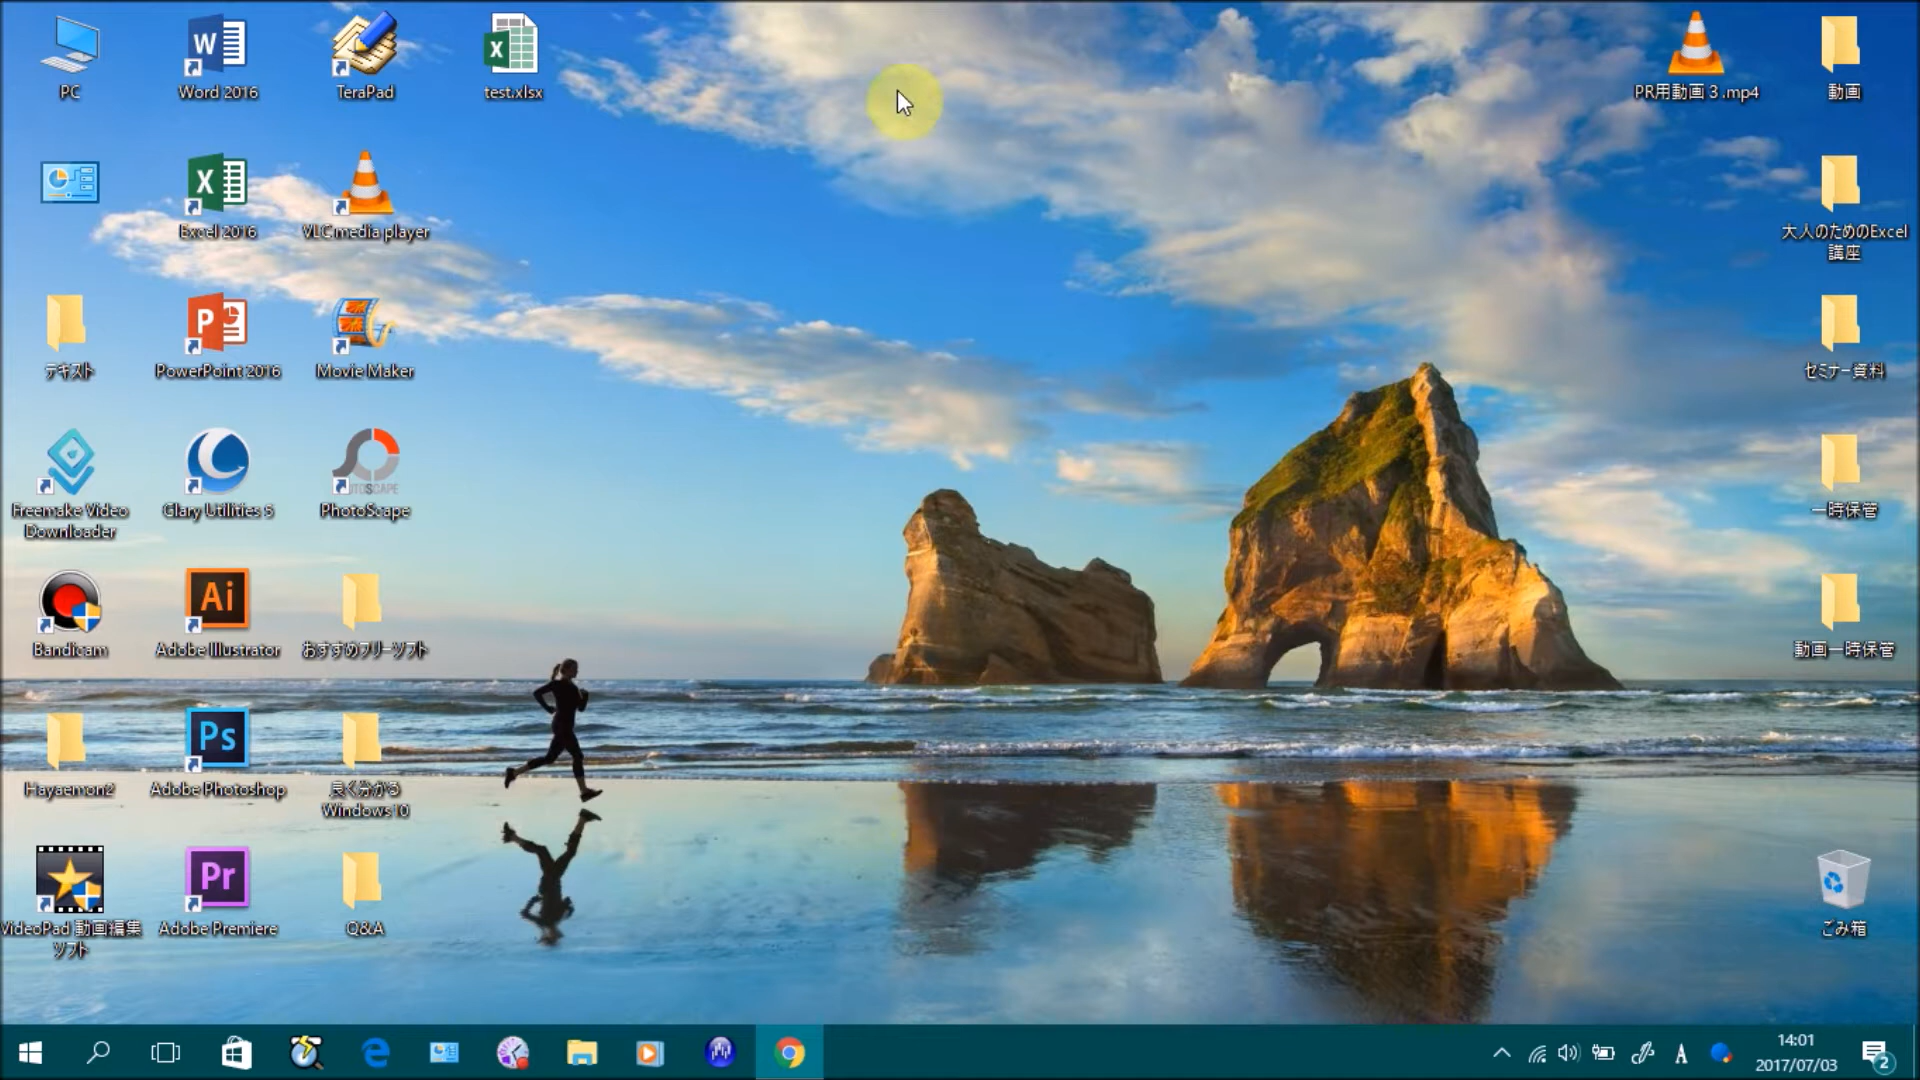 PC
Word 2016
TeraPad
test.xlsx
PR用動画３.mp4
動画
Excel 2016
VLC media player
大人のためのExcel
講座
テキスト
PowerPoint 2016
Movie Maker
セミナー資料
Freemake Video
Downloader
Glary Utilities 5
PhotoScape
一時保管
Bandicam
Ai
Adobe Illustrator
おすすめフリーソフト
動画一時保管
Hayaemon2
Ps
Adobe Photoshop
良く分かる
Windows10
VideoPad 動画編集
ソフト
Pr
Adobe Premiere
Q&A
ごみ箱
A
14:01
2017/07/03
2